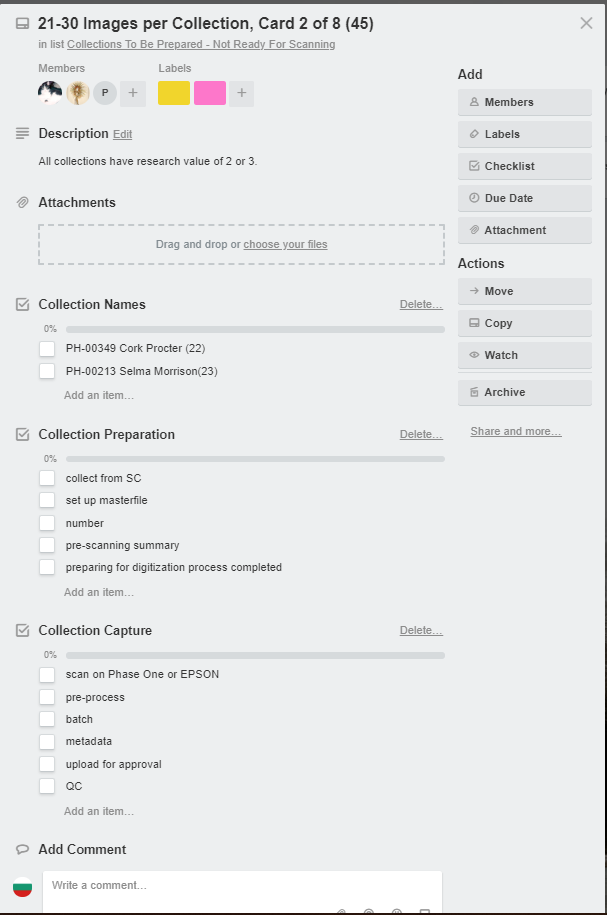 21-30 Images per Collection, Card 2 of 8 (45)
in list Collections To Be Prepared - Not Ready For Scanning
Members
Labels
P
+
+
Description Edit
All collections have research value of 2 or 3.
Attachments
Drag and drop or choose your files
Collection Names
Delete…
0%
PH-00349 Cork Procter (22)
PH-00213 Selma Morrison(23)
Add an item…
Collection Preparation
Delete…
0%
collect from SC
set up masterfile
number
pre-scanning summary
preparing for digitization process completed
Add an item…
Collection Capture
Delete…
0%
scan on Phase One or EPSON
pre-process
batch
metadata
upload for approval
QC
Add an item…
Add Comment
Write a comment…
Add
Members
Labels
Checklist
Due Date
Attachment
Actions
Move
Copy
Watch
Archive
Share and more…